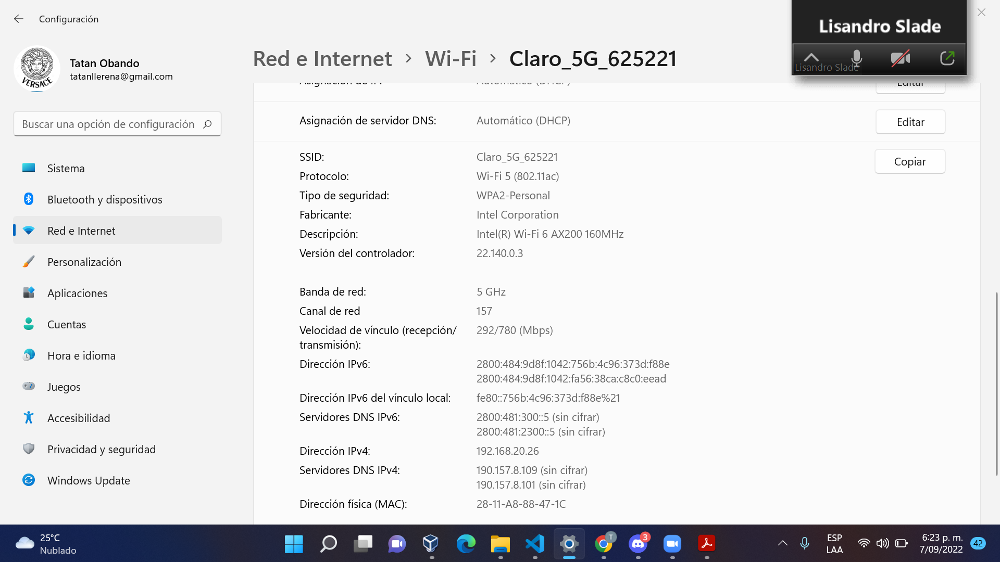 Configuración
Lisandro Slade
Lisandro Slade
VERSACE
Tatan Obando
tatanllerena@gmail.com
Buscar una opción de configuración
Sistema
Bluetooth y dispositivos
Red e Internet
Personalización
Aplicaciones
Cuentas
Hora e idioma
Juegos
Accesibilidad
Privacidad y seguridad
Windows Update
Red e Internet > Wi-Fi > Claro_5G_625221
Asignación de IP: Automático (DHCP) Editar
Asignación de servidor DNS: Automático (DHCP) Editar
SSID: Claro_5G_625221 Copiar
Protocolo: Wi-Fi 5 (802.11ac)
Tipo de seguridad: WPA2-Personal
Fabricante: Intel Corporation
Descripción: Intel(R) Wi-Fi 6 AX200 160MHz
Versión del controlador: 22.140.0.3
Banda de red: 5 GHz
Canal de red 157
Velocidad de vínculo (recepción/ 292/780 (Mbps)
transmisión):
Dirección IPv6: 2800:484:9d8f:1042:756b:4c96:373d:f88e
2800:484:9d8f:1042:fa56:38ca:c8c0:eead
Dirección IPv6 del vínculo local: fe80::756b:4c96:373d:f88e%21
Servidores DNS IPv6: 2800:481:300::5 (sin cifrar)
2800:481:2300::5 (sin cifrar)
Dirección IPv4: 192.168.20.26
Servidores DNS IPv4: 190.157.8.109 (sin cifrar)
190.157.8.101 (sin cifrar)
Dirección física (MAC): 28-11-A8-88-47-1C
25°C
Nublado
T
3
ESP
LAA
6:23 p. m.
7/09/2022
42